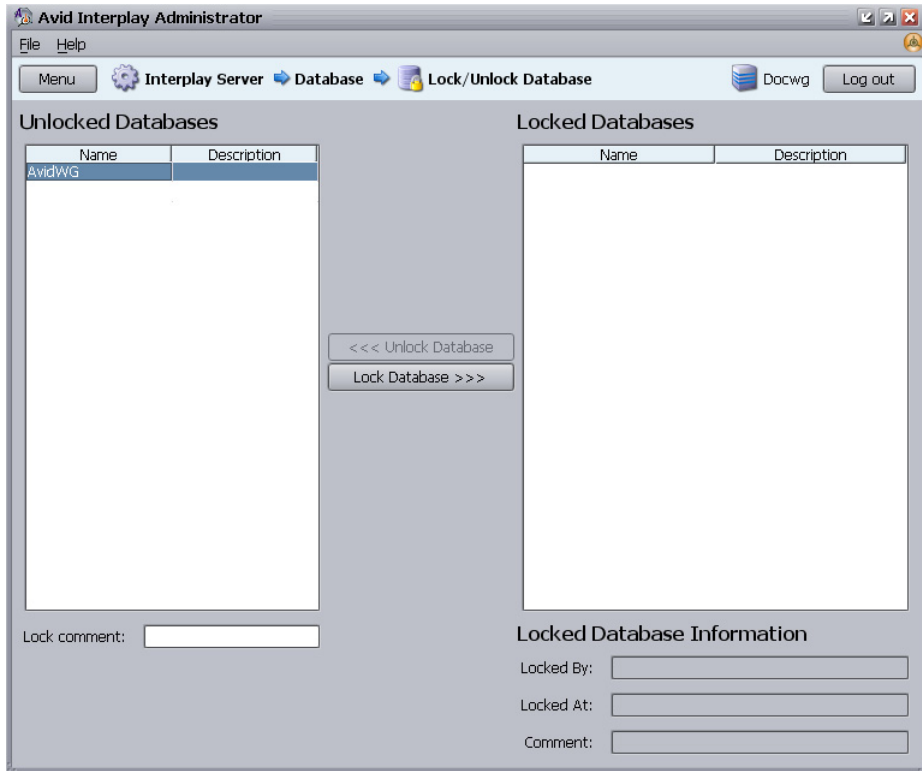 Avid Interplay Administrator
File Help
Menu Interplay Server Database Lock/Unlock Database Docwg Log out
Unlocked Databases
Name Description
AvidWG
<<< Unlock Database
Lock Database >>>
Lock comment:
Locked Databases
Name Description
Locked Database Information
Locked By:
Locked At:
Comment: